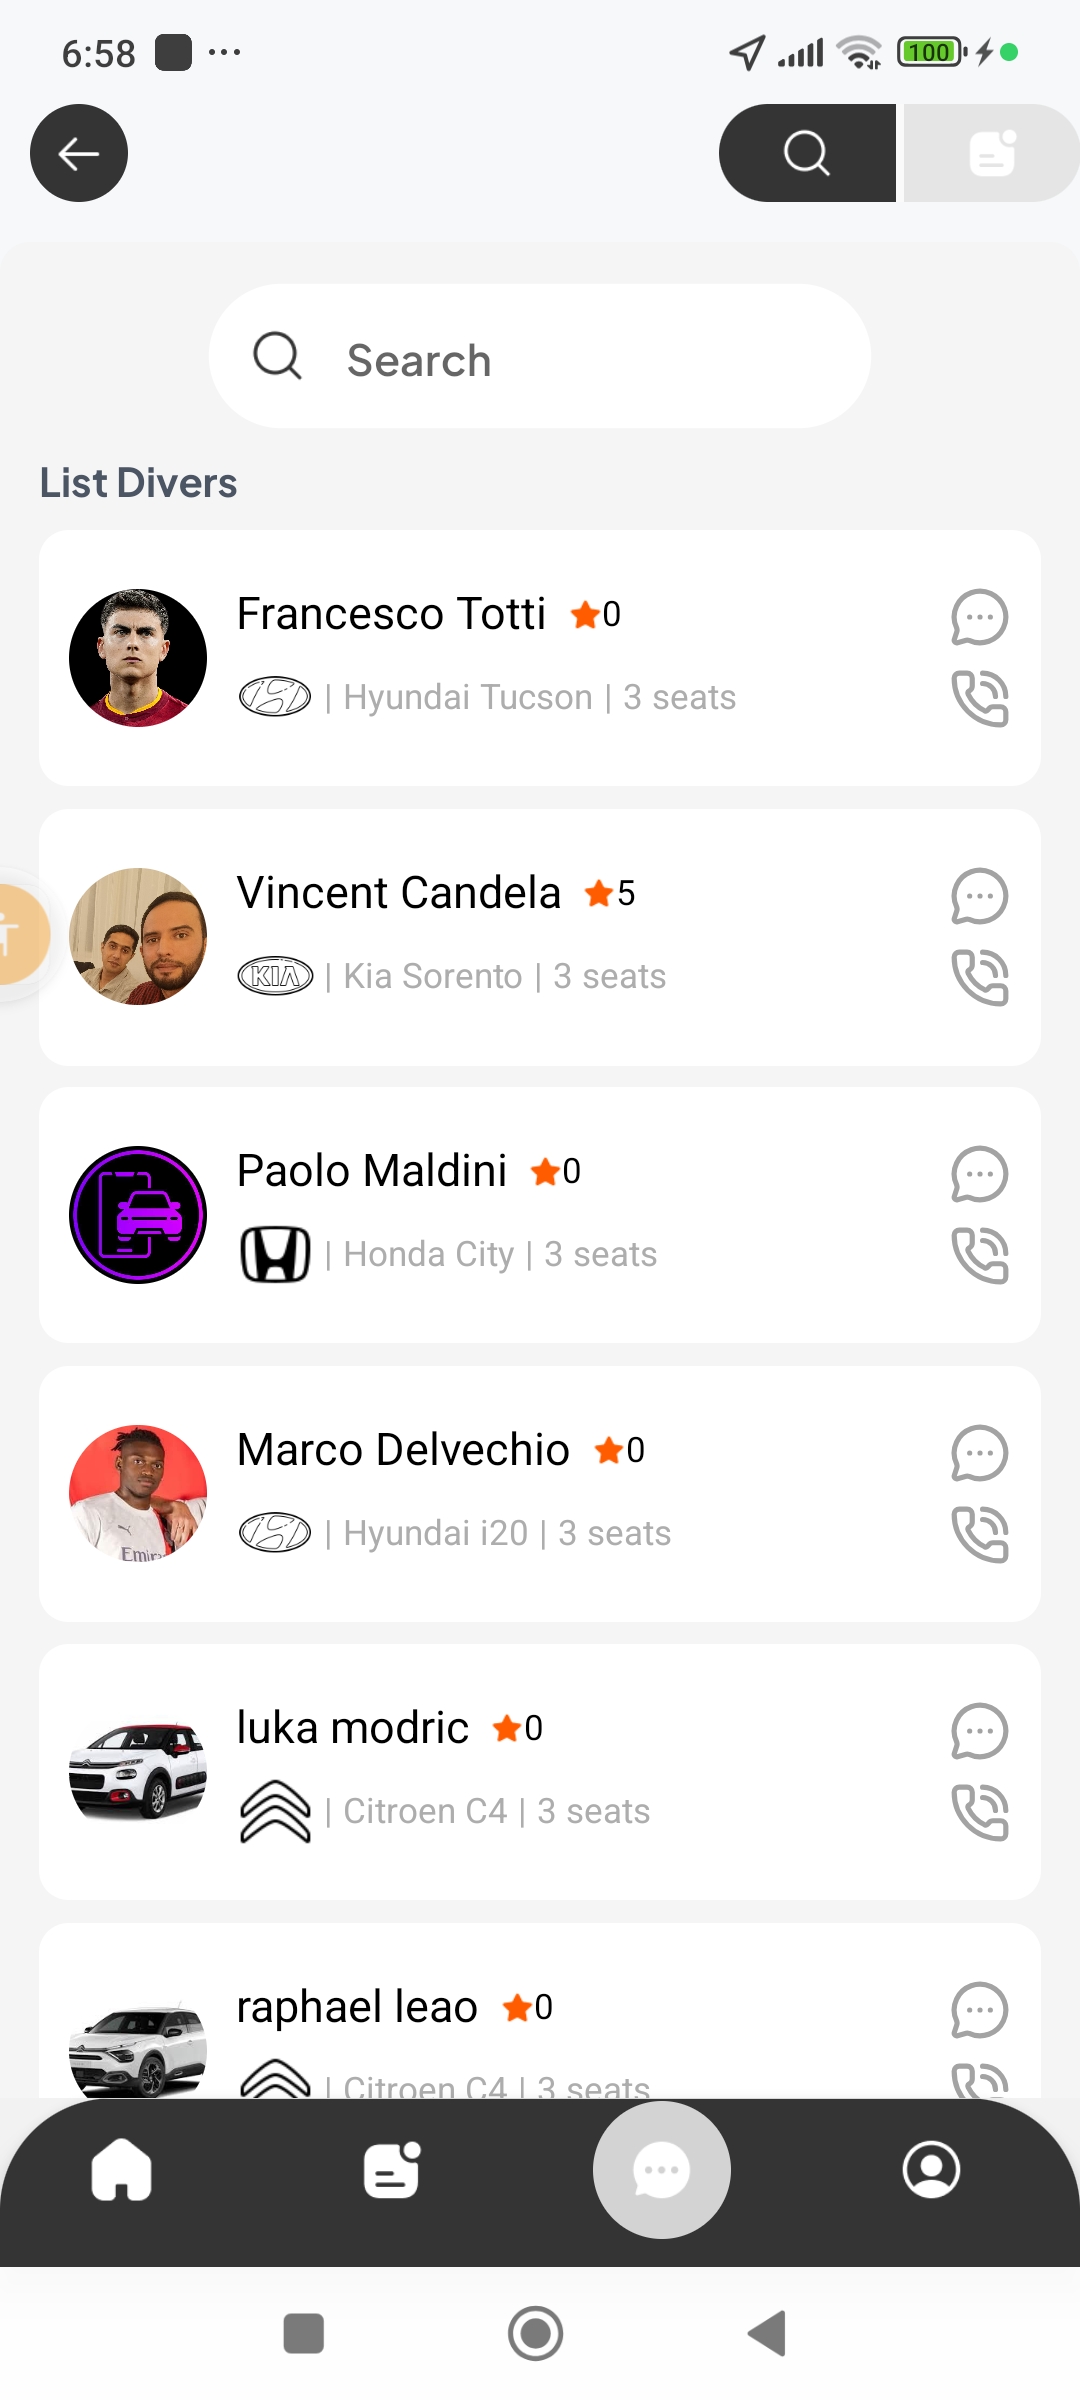 6:58
100
Search
List Divers
Francesco Totti 0
| Hyundai Tucson | 3 seats
Vincent Candela 5
KIA | Kia Sorento | 3 seats
Paolo Maldini 0
| Honda City | 3 seats
Marco Delvechio 0
| Hyundai i20 | 3 seats
luka modric 0
| Citroen C4 | 3 seats
raphael leao 0
| Citroen C4 | 3 seats